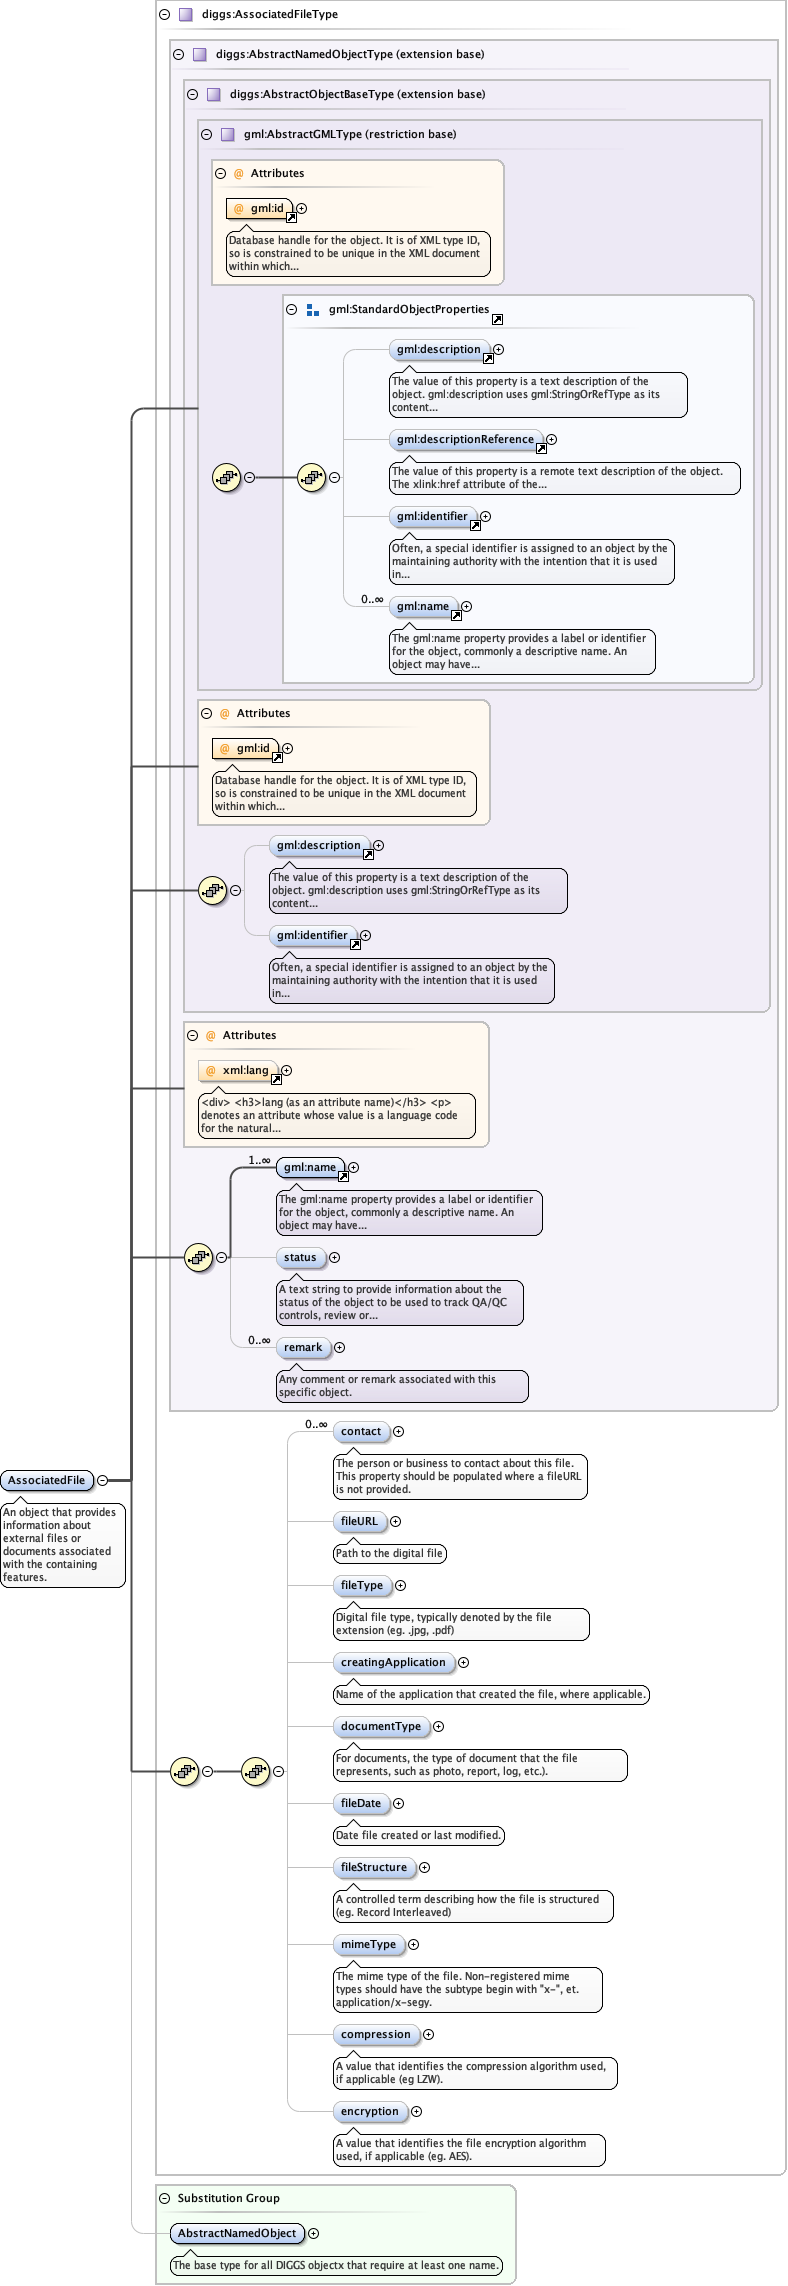 diggs:AssociatedFileType
diggs:AbstractNamedObjectType (extension base)
diggs:AbstractObjectBaseType (extension base)
gml:AbstractGMLType (restriction base)
@ Attributes
@ gml:id
Database handle for the object. It is of XML type ID,
so is constrained to be unique in the XML document
within which...
gml:StandardObjectProperties
gml:description
The value of this property is a text description of the
object. gml:description uses gml:StringOrRefType as its
content...
gml:descriptionReference
The value of this property is a remote text description of the object.
The xlink:href attribute of the...
gml:identifier
Often, a special identifier is assigned to an object by the
maintaining authority with the intention that it is used
in...
0..∞
gml:name
The gml:name property provides a label or identifier
for the object, commonly a descriptive name. An
object may have...
@ Attributes
@ gml:id
Database handle for the object. It is of XML type ID,
so is constrained to be unique in the XML document
within which...
gml:description
The value of this property is a text description of the
object. gml:description uses gml:StringOrRefType as its
content...
gml:identifier
Often, a special identifier is assigned to an object by the
maintaining authority with the intention that it is used
in...
@ Attributes
@ xml:lang
<div> <h3>lang (as an attribute name)</h3> <p>
denotes an attribute whose value is a language code
for the natural...
1..∞
gml:name
The gml:name property provides a label or identifier
for the object, commonly a descriptive name. An
object may have...
status
A text string to provide information about the
status of the object to be used to track QA/QC
controls, review or...
0..∞
remark
Any comment or remark associated with this
specific object.
AssociatedFile
An object that provides
information about
external files or
documents associated
with the containing
features.
0..∞
contact
The person or business to contact about this file.
This property should be populated where a fileURL
is not provided.
fileURL
Path to the digital file
fileType
Digital file type, typically denoted by the file
extension (eg. .jpg, .pdf)
creatingApplication
Name of the application that created the file, where applicable.
documentType
For documents, the type of document that the file
represents, such as photo, report, log, etc.).
fileDate
Date file created or last modified.
fileStructure
A controlled term describing how the file is structured
(eg. Record Interleaved)
mimeType
The mime type of the file. Non-registered mime
types should have the subtype begin with "x-", et.
application/x-segy.
compression
A value that identifies the compression algorithm used,
if applicable (eg LZW).
encryption
A value that identifies the file encryption algorithm
used, if applicable (eg. AES).
Substitution Group
AbstractNamedObject
The base type for all DIGGS objectx that require at least one name.